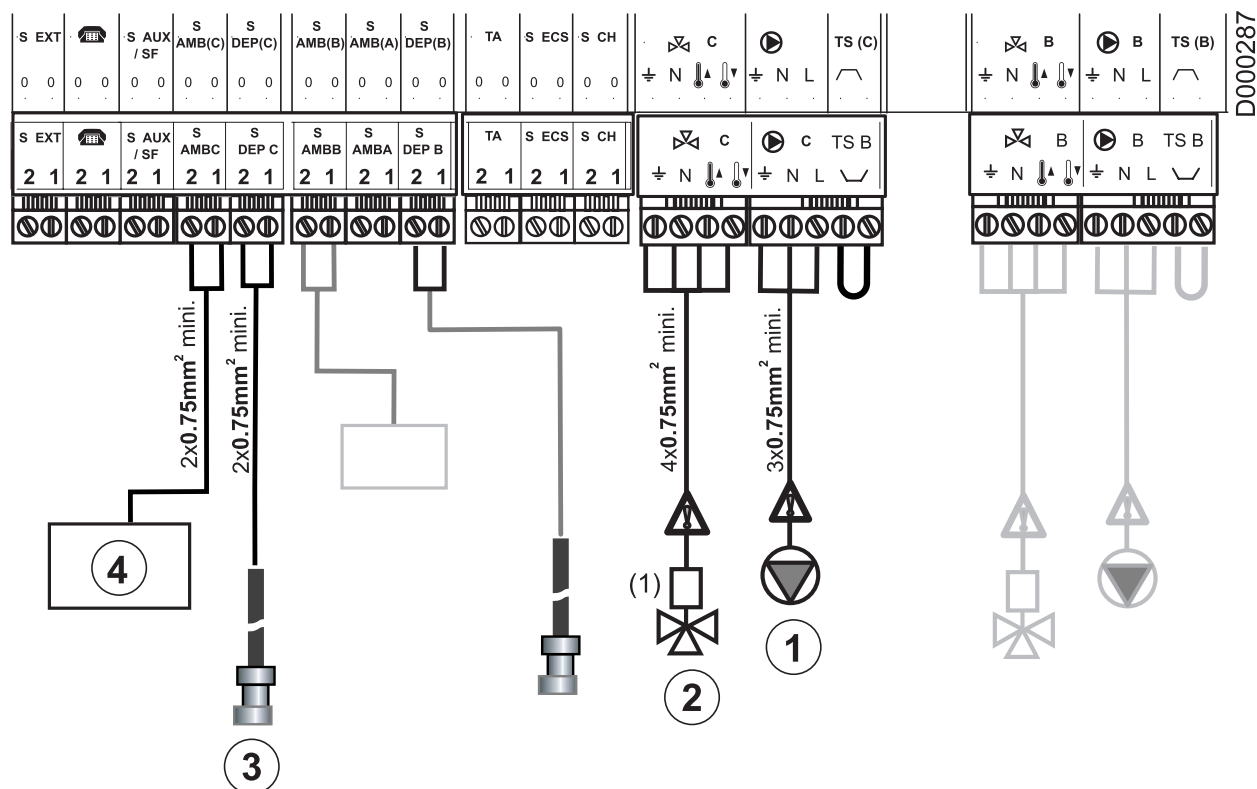 S EXT S AUX / SF S AMB(C) S DEP(C) S AMB(B) S AMB(A) S DEP(B) TA S ECS S CH C TS (C) B B TS (B)
0 0 0 0 0 0 0 0 0 0 0 0 0 0 0 0 0 0 0 0 0 0 N N L N N L
S EXT S AUX / SF S AMBC S DEP C S AMBB S AMBA S DEP B TA S ECS S CH C C TS B B B TS B
2 1 2 1 2 1 2 1 2 1 2 1 2 1 2 1 2 1 2 1 2 1 N N L N N L
2x0.75mm² mini.
2x0.75mm² mini.
4x0.75mm² mini.
3x0.75mm² mini.
4
(1)
1
2
3
D000287